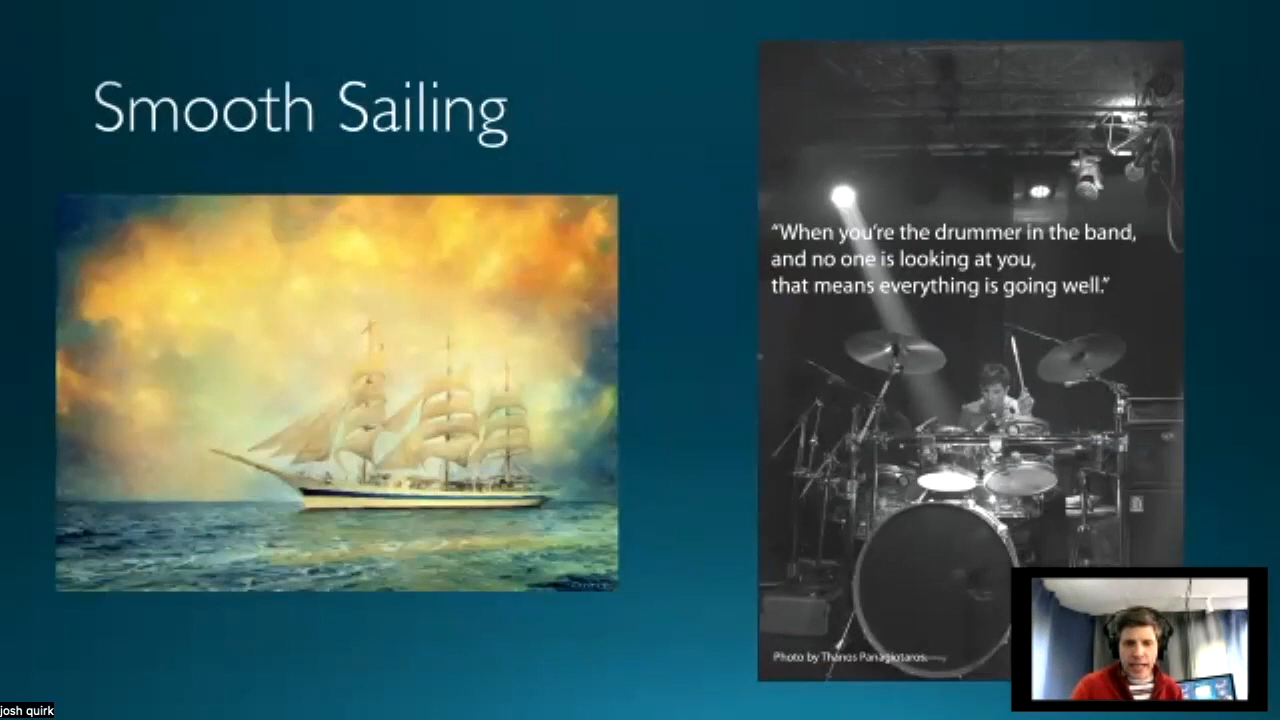 Smooth Sailing
“When you’re the drummer in the band,
and no one is looking at you,
that means everything is going well.”
Photo by Thanos Panagiotaros.
josh quirk